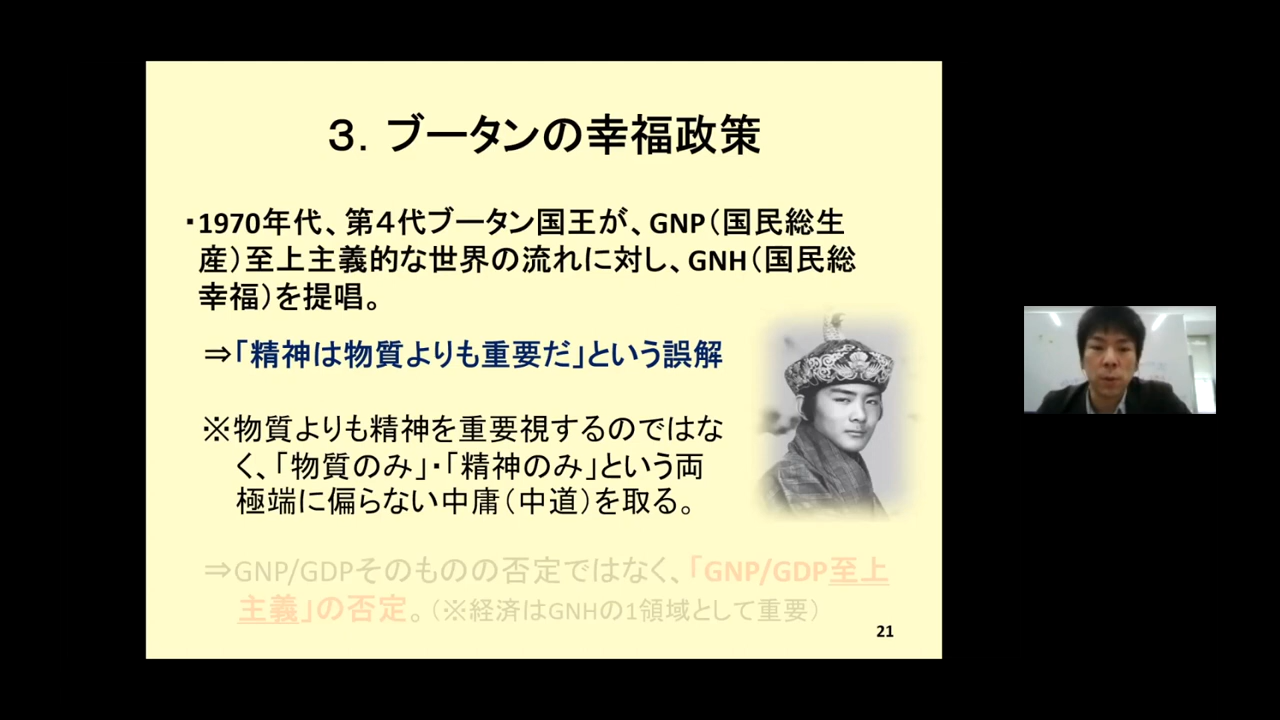 ３．ブータンの幸福政策
・1970年代、第４代ブータン国王が、GNP（国民総生
産）至上主義的な世界の流れに対し、GNH（国民総
幸福）を提唱。
⇒「精神は物質よりも重要だ」という誤解
※物質よりも精神を重要視するのではな
く、「物質のみ」・「精神のみ」という両
極端に偏らない中庸（中道）を取る。
⇒GNP/GDPそのものの否定ではなく、「GNP/GDP至上
主義」の否定。（※経済はGNHの1領域として重要）
21